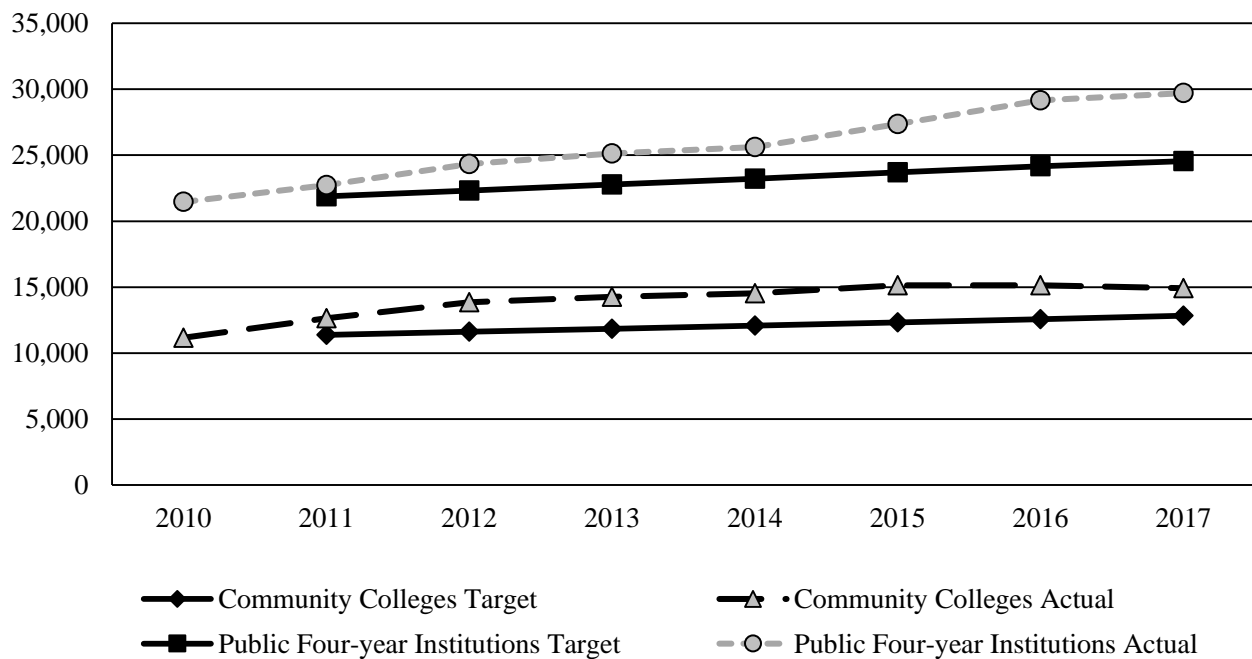 35,000
30,000
25,000
20,000
15,000
10,000
5,000
0
2010 2011 2012 2013 2014 2015 2016 2017
Community Colleges Target Community Colleges Actual
Public Four-year Institutions Target Public Four-year Institutions Actual